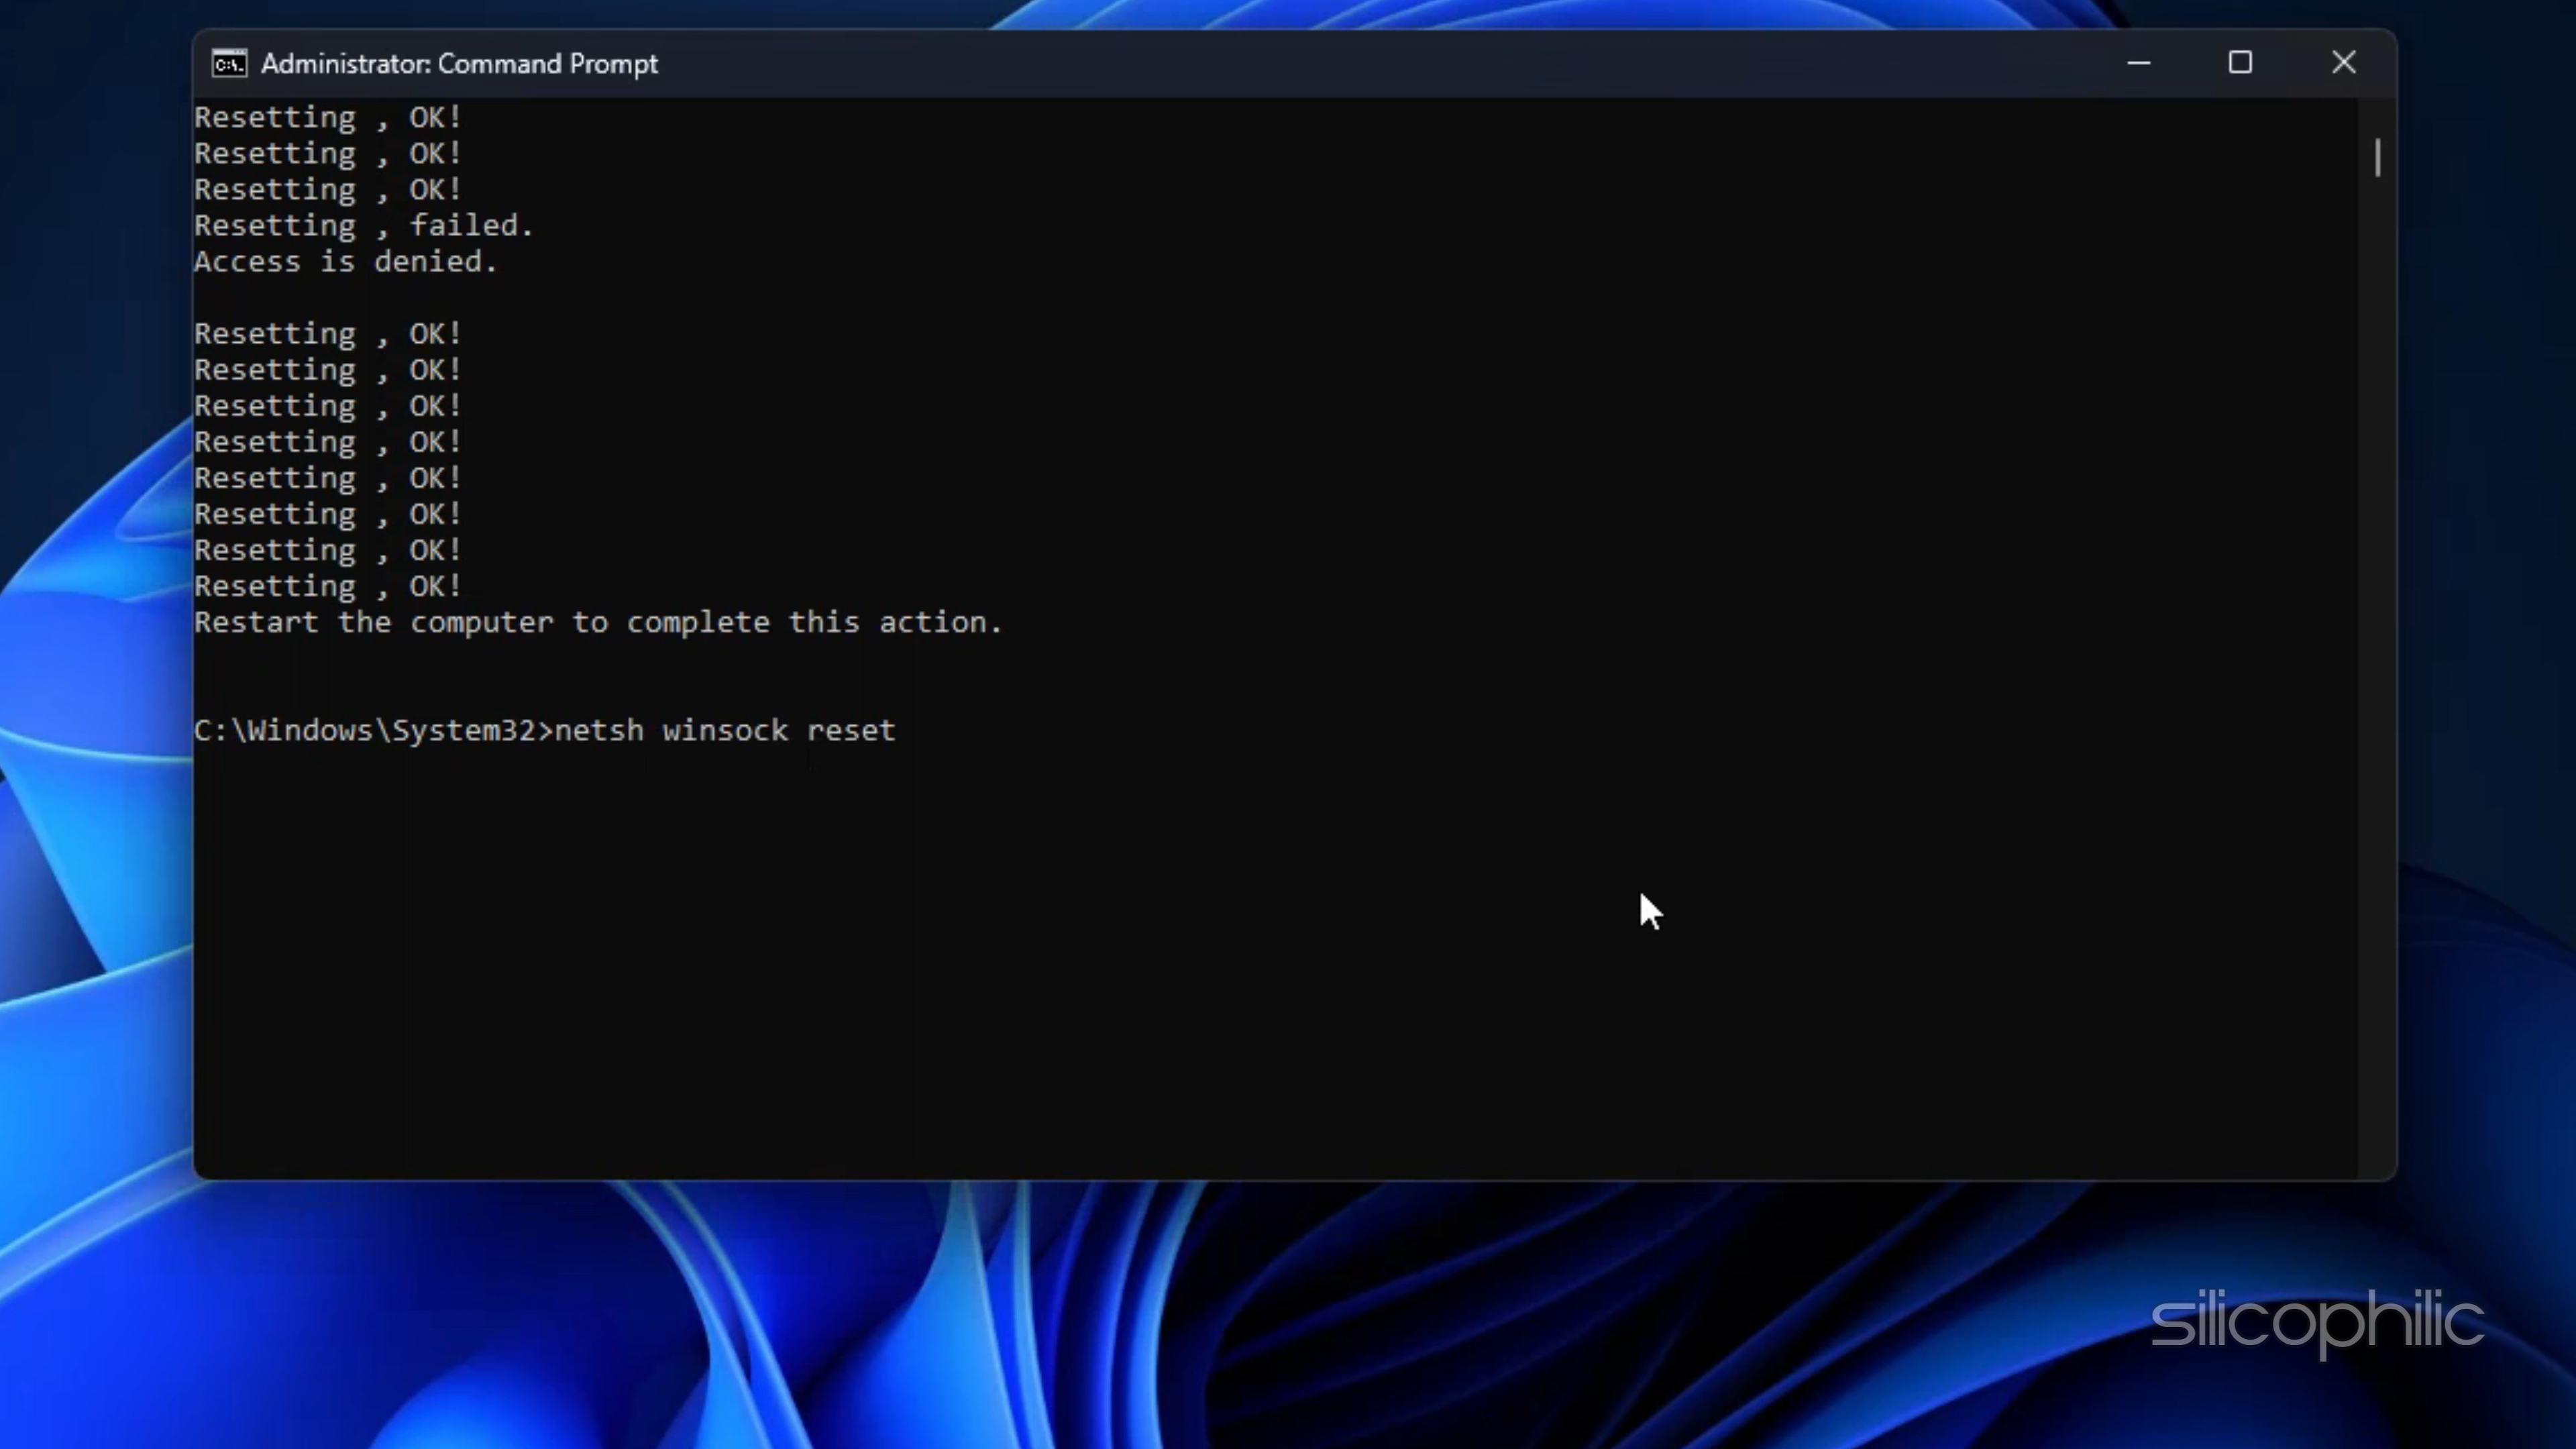 Administrator: Command Prompt
Resetting , OK!
Resetting , OK!
Resetting , OK!
Resetting , failed.
Access is denied.
Resetting , OK!
Resetting , OK!
Resetting , OK!
Resetting , OK!
Resetting , OK!
Resetting , OK!
Resetting , OK!
Resetting , OK!
Restart the computer to complete this action.
C:\Windows\System32>netsh winsock reset
silicophilic